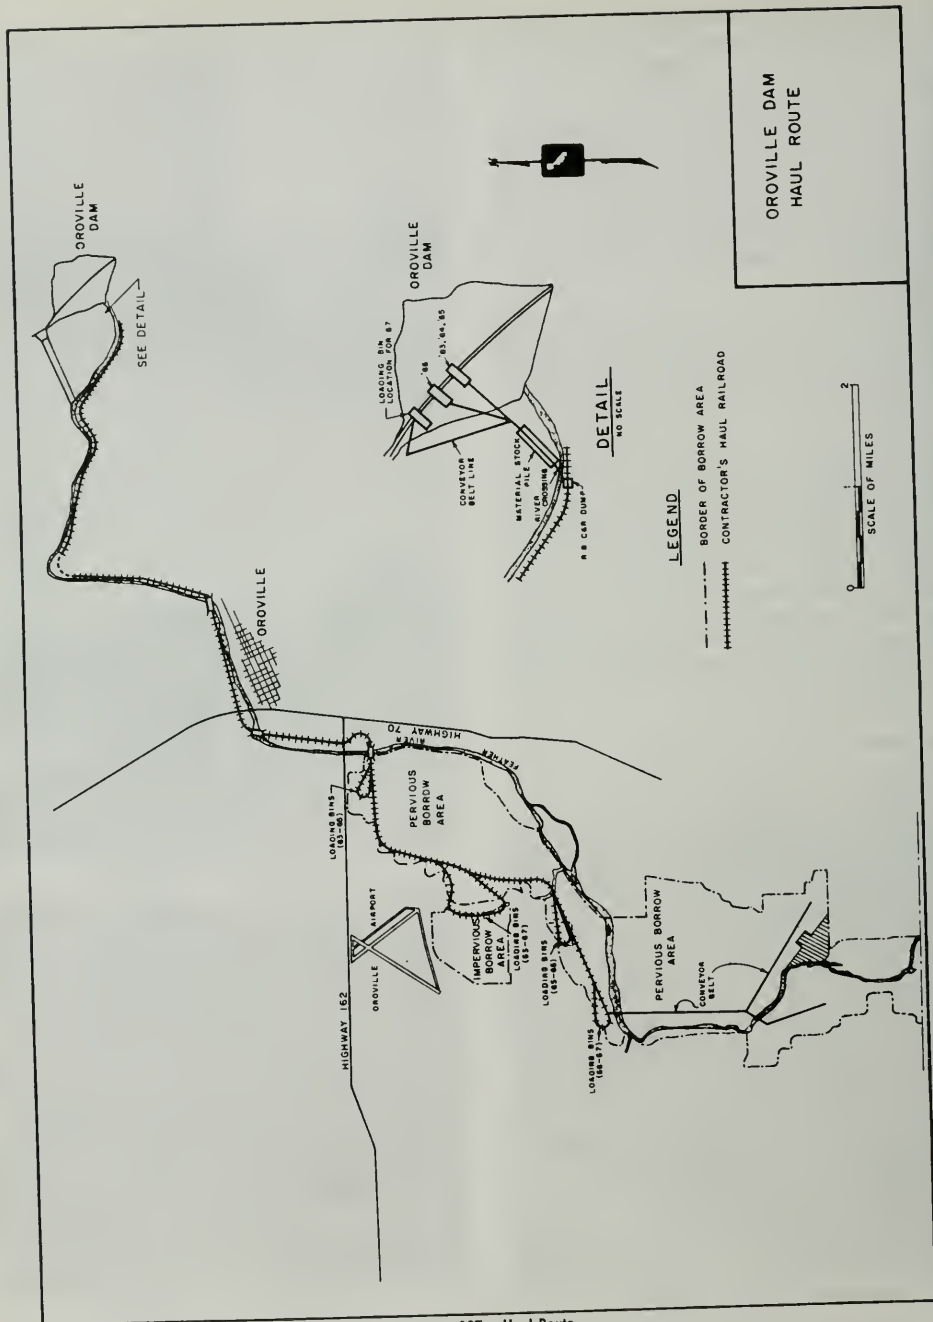 OROVILLE DAM
HAUL ROUTE
OROVILLE
DAM
SEE DETAIL
OROVILLE
DAM
LOADING BIN
LOCATION FOR 67
'66
'63,'64,'65
CONVEYOR
BELT LINE
MATERIAL STOCK
PILE
RIVER
CROSSING
R R CAR DUMP
DETAIL
NO SCALE
OROVILLE
HIGHWAY 70
FEATHER RIVER
LOADING BINS
(63-65)
PERVIOUS
BORROW
AREA
HIGHWAY 162
OROVILLE AIRPORT
IMPERVIOUS
BORROW
AREA
LOADING BINS
(65-67)
LOADING BINS
PERVIOUS BORROW
AREA
CONVEYOR
BELT
LOADING BINS
(66-67)
LEGEND
BORDER OF BORROW AREA
CONTRACTOR'S HAUL RAILROAD
0 1 2
SCALE OF MILES
Haul Route